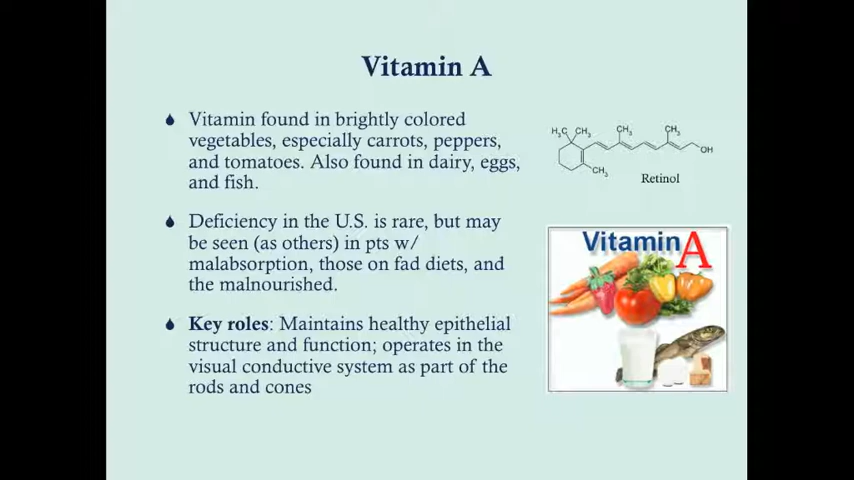 Vitamin A
Vitamin found in brightly colored
vegetables, especially carrots, peppers,
and tomatoes. Also found in dairy, eggs,
and fish.
Deficiency in the U.S. is rare, but may
be seen (as others) in pts w/
malabsorption, those on fad diets, and
the malnourished.
Key roles: Maintains healthy epithelial
structure and function; operates in the
visual conductive system as part of the
rods and cones
H₃C CH₃ CH₃ CH₃
OH
CH₃
Retinol
Vitamin A